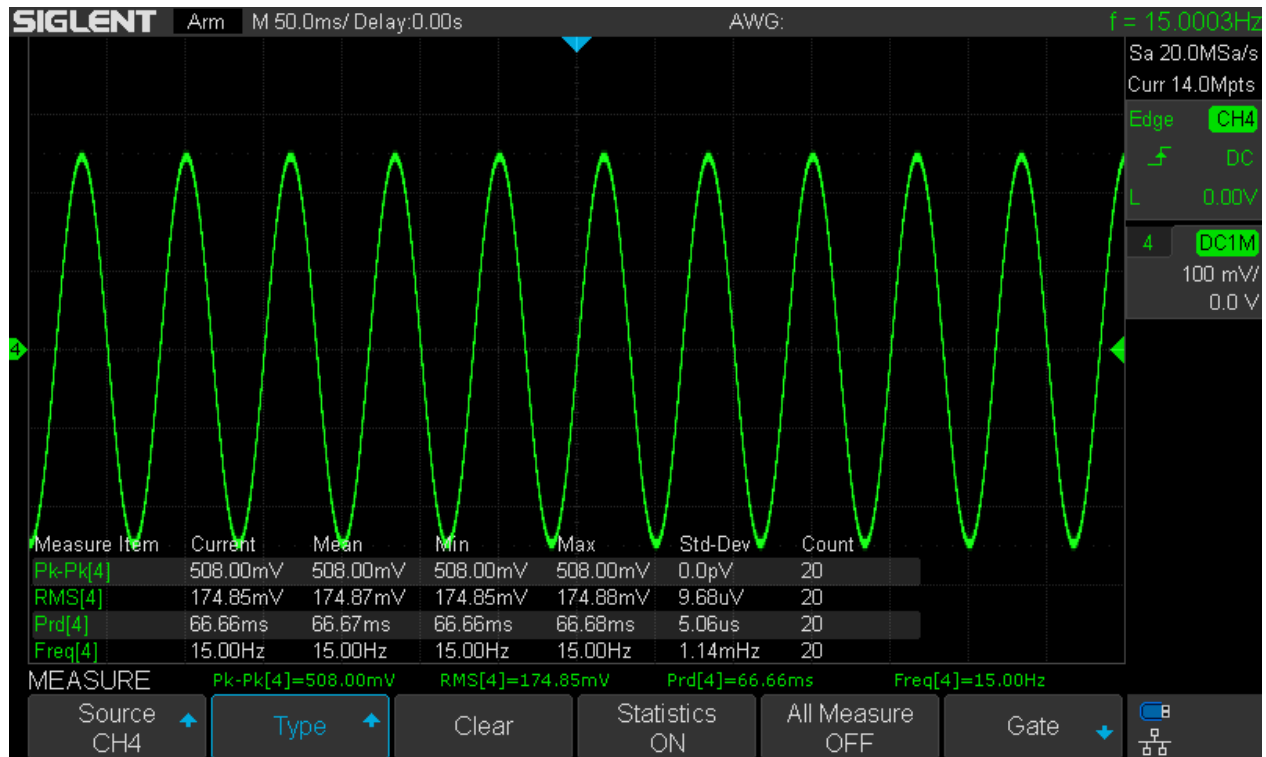 SIGLENT Arm M 50.0ms/ Delay:0.00s AWG: f = 15.0003Hz
Sa 20.0MSa/s
Curr 14.0Mpts
Edge CH4
DC
L 0.00V
4 DC1M
100 mV/
0.0 V
4
Measure Item Current Mean Min Max Std-Dev Count
Pk-Pk[4] 508.00mV 508.00mV 508.00mV 508.00mV 0.0pV 20
RMS[4] 174.85mV 174.87mV 174.85mV 174.88mV 9.68uV 20
Prd[4] 66.66ms 66.67ms 66.66ms 66.68ms 5.06us 20
Freq[4] 15.00Hz 15.00Hz 15.00Hz 15.00Hz 1.14mHz 20
MEASURE Pk-Pk[4]=508.00mV RMS[4]=174.85mV Prd[4]=66.66ms Freq[4]=15.00Hz
Source Type Clear Statistics All Measure Gate
CH4 ON OFF